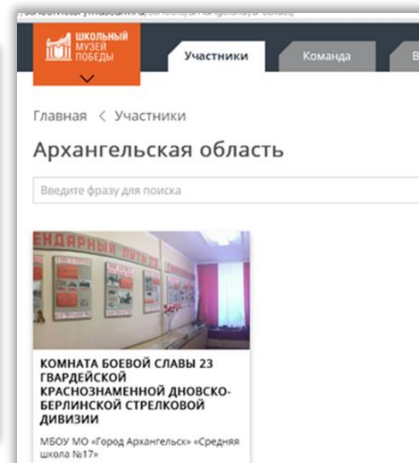 ШКОЛЬНЫЙ
МУЗЕЙ
ПОБЕДЫ
Участники
Команда
Главная < Участники
Архангельская область
Введите фразу для поиска
КОМНАТА БОЕВОЙ СЛАВЫ 23
ГВАРДЕЙСКОЙ
КРАСНОЗНАМЕННОЙ ДНОВСКО-
БЕРЛИНСКОЙ СТРЕЛКОВОЙ
ДИВИЗИИ
МБОУ МО «Город Архангельск» «Средняя
школа №17»